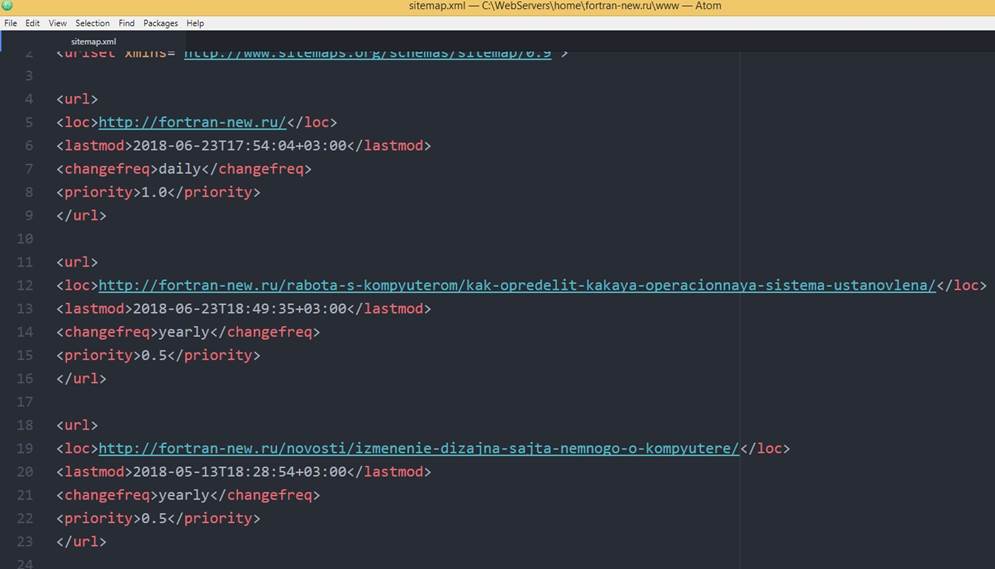 sitemap.xml — C:\WebServers\home\fortran-new.ru\www — Atom
File Edit View Selection Find Packages Help
sitemap.xml
2 <urlset xmlns="http://www.sitemaps.org/schemas/sitemap/0.9">
3
4 <url>
5 <loc>http://fortran-new.ru/</loc>
6 <lastmod>2018-06-23T17:54:04+03:00</lastmod>
7 <changefreq>daily</changefreq>
8 <priority>1.0</priority>
9 </url>
10
11 <url>
12 <loc>http://fortran-new.ru/rabota-s-kompyuterom/kak-opredelit-kakaya-operacionnaya-sistema-ustanovlena/</loc>
13 <lastmod>2018-06-23T18:49:35+03:00</lastmod>
14 <changefreq>yearly</changefreq>
15 <priority>0.5</priority>
16 </url>
17
18 <url>
19 <loc>http://fortran-new.ru/novosti/izmenenie-dizajna-sajta-nemnogo-o-kompyutere/</loc>
20 <lastmod>2018-05-13T18:28:54+03:00</lastmod>
21 <changefreq>yearly</changefreq>
22 <priority>0.5</priority>
23 </url>
24